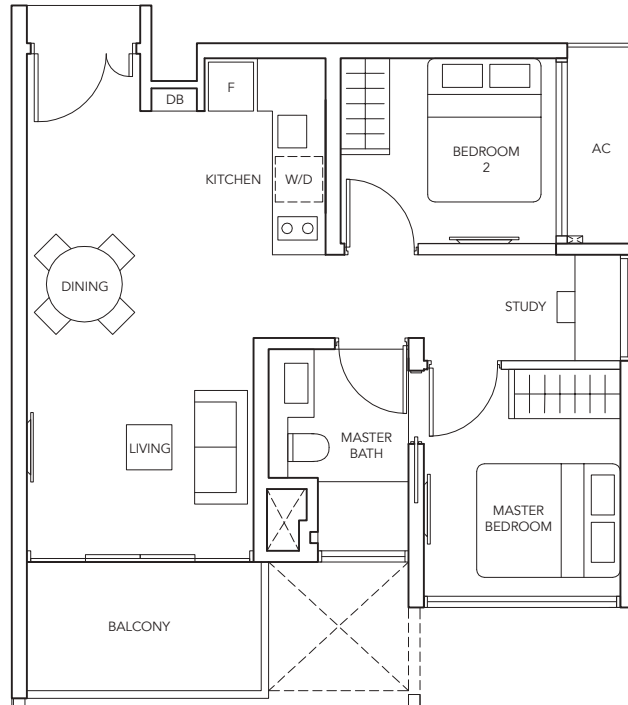 DB
F
KITCHEN
W/D
BEDROOM
2
AC
DINING
STUDY
LIVING
MASTER
BATH
MASTER
BEDROOM
BALCONY